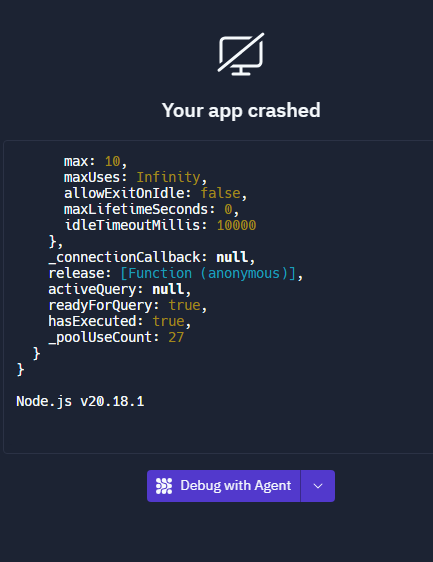 Your app crashed
max: 10,
maxUses: Infinity,
allowExitOnIdle: false,
maxLifetimeSeconds: 0,
idleTimeoutMillis: 10000
},
_connectionCallback: null,
release: [Function (anonymous)],
activeQuery: null,
readyForQuery: true,
hasExecuted: true,
_poolUseCount: 27
}
}
Node.js v20.18.1
Debug with Agent